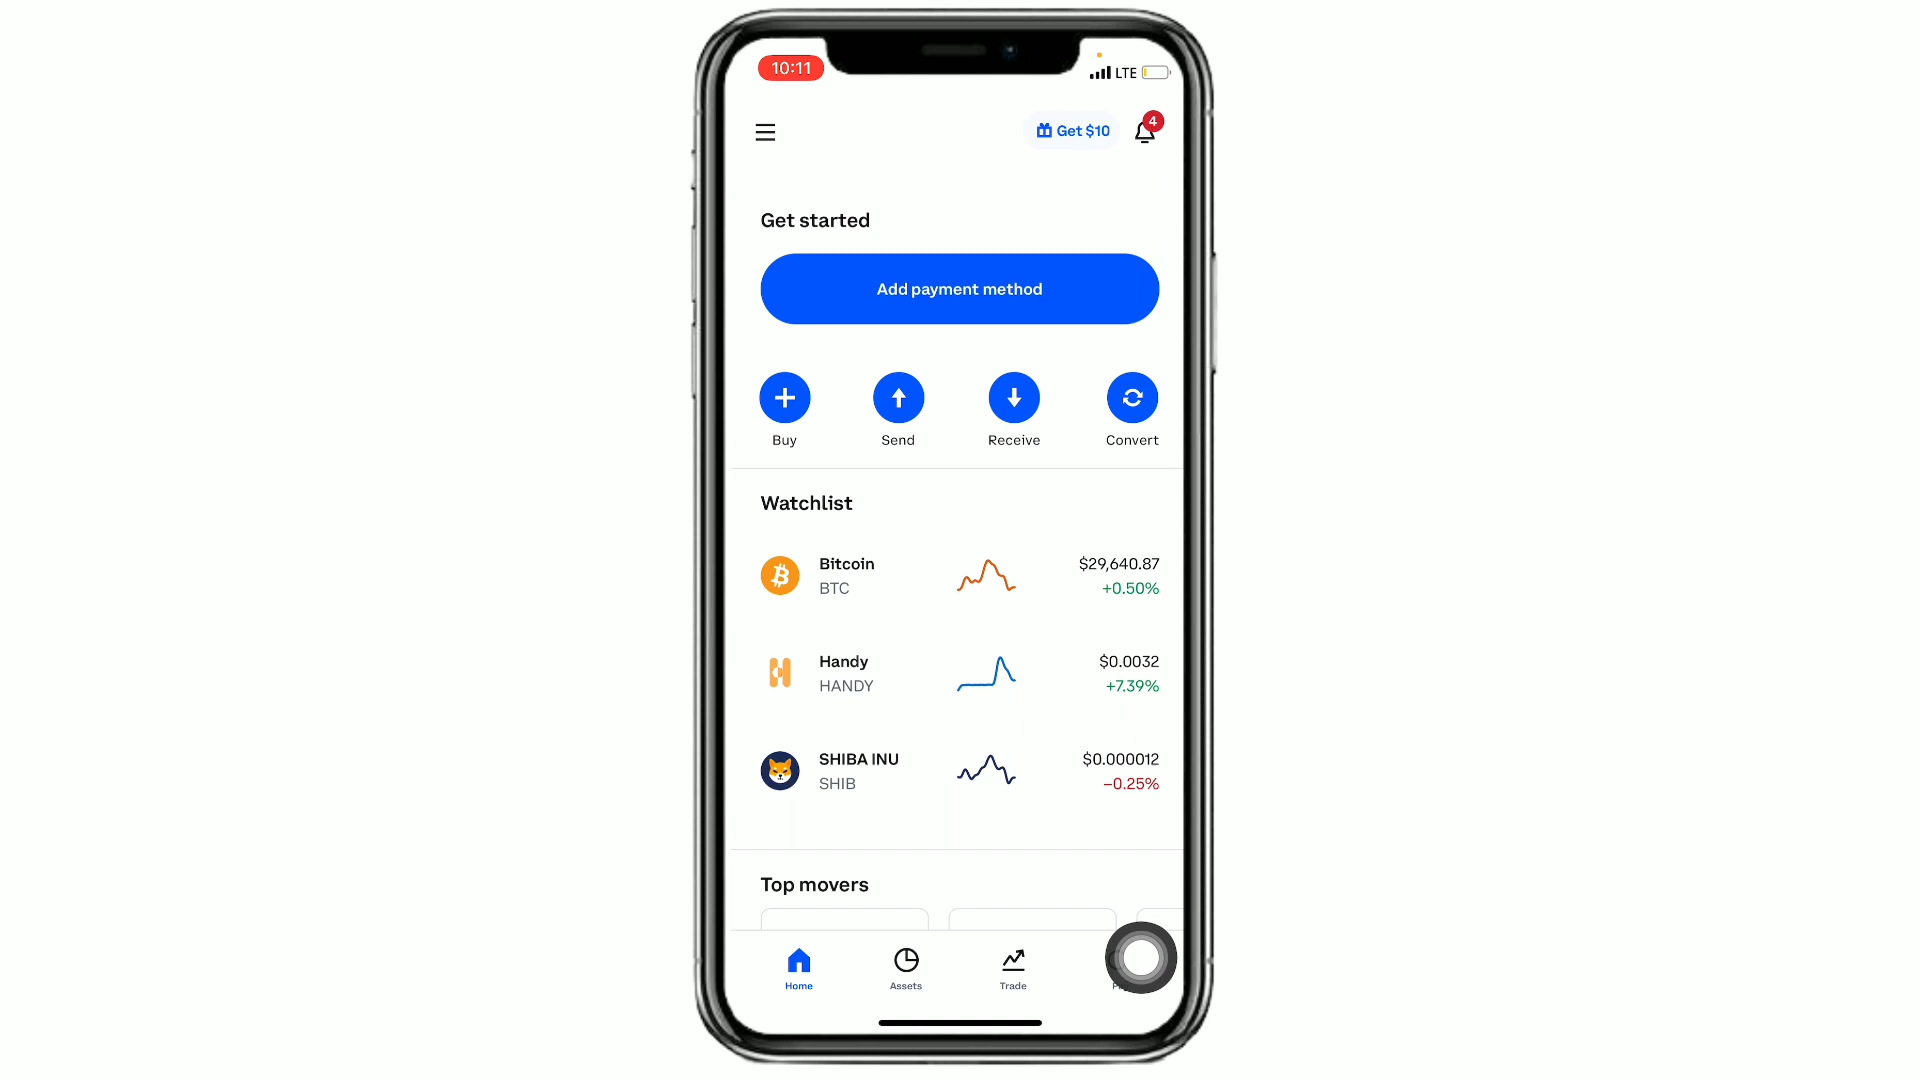 10:11
LTE
Get $10
4
Get started
Add payment method
Buy
Send
Receive
Convert
Watchlist
Bitcoin
$29,640.87
BTC
+0.50%
Handy
$0.0032
HANDY
+7.39%
SHIBA INU
$0.000012
SHIB
−0.25%
Top movers
Home
Assets
Trade